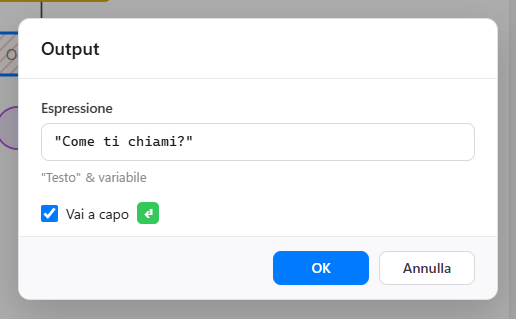 Output
Espressione
"Come ti chiami?"
"Testo" & variabile
Vai a capo
OK
Annulla